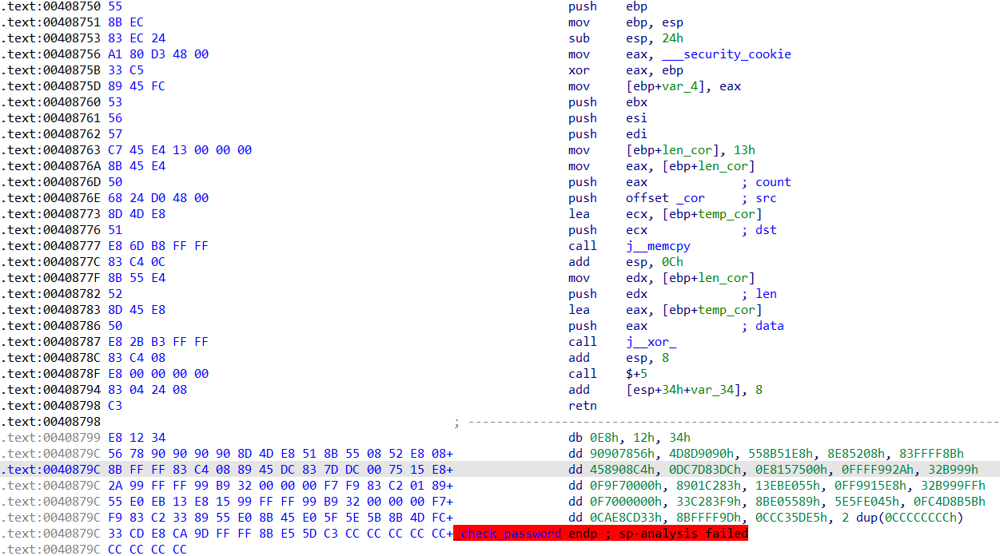 .text:00408750 55 push ebp
.text:00408751 8B EC mov ebp, esp
.text:00408753 83 EC 24 sub esp, 24h
.text:00408756 A1 80 D3 48 00 mov eax, ___security_cookie
.text:0040875B 33 C5 xor eax, ebp
.text:0040875D 89 45 FC mov [ebp+var_4], eax
.text:00408760 53 push ebx
.text:00408761 56 push esi
.text:00408762 57 push edi
.text:00408763 C7 45 E4 13 00 00 00 mov [ebp+len_cor], 13h
.text:0040876A 8B 45 E4 mov eax, [ebp+len_cor]
.text:0040876D 50 push eax ; count
.text:0040876E 68 24 D0 48 00 push offset _cor ; src
.text:00408773 8D 4D E8 lea ecx, [ebp+temp_cor]
.text:00408776 51 push ecx ; dst
.text:00408777 E8 6D B8 FF FF call j__memcpy
.text:0040877C 83 C4 0C add esp, 0Ch
.text:0040877F 8B 55 E4 mov edx, [ebp+len_cor]
.text:00408782 52 push edx ; len
.text:00408783 8D 45 E8 lea eax, [ebp+temp_cor]
.text:00408786 50 push eax ; data
.text:00408787 E8 2B B3 FF FF call j__xor_
.text:0040878C 83 C4 08 add esp, 8
.text:0040878F E8 00 00 00 00 call $+5
.text:00408794 83 04 24 08 add [esp+34h+var_34], 8
.text:00408798 C3 retn
.text:00408798 ; ---------------------------------------------------------------------------
.text:00408799 E8 12 34 db 0E8h, 12h, 34h
.text:0040879C 56 78 90 90 90 90 8D 4D E8 51 8B 55 08 52 E8 08+ dd 90907856h, 4D8D9090h, 558B51E8h, 8E85208h, 83FFFF8Bh
.text:0040879C 8B FF FF 83 C4 08 89 45 DC 83 7D DC 00 75 15 E8+ dd 458908C4h, 0DC7D83DCh, 0E8157500h, 0FFFF992Ah, 32B999h
.text:0040879C 2A 99 FF FF 99 B9 32 00 00 00 F7 F9 83 C2 01 89+ dd 0F9F70000h, 8901C283h, 13EBE055h, 0FF9915E8h, 32B999FFh
.text:0040879C 55 E0 EB 13 E8 15 99 FF FF 99 B9 32 00 00 00 F7+ dd 0F7000000h, 33C283F9h, 8BE05589h, 5E5FE045h, 0FC4D8B5Bh
.text:0040879C F9 83 C2 33 89 55 E0 8B 45 E0 5F 5E 5B 8B 4D FC+ dd 0CAE8CD33h, 8BFFFF9Dh, 0CCC35DE5h, 2 dup(0CCCCCCCCh)
.text:0040879C 33 CD E8 CA 9D FF FF 8B E5 5D C3 CC CC CC CC CC+_check_password endp ; sp-analysis failed
.text:0040879C CC CC CC CC